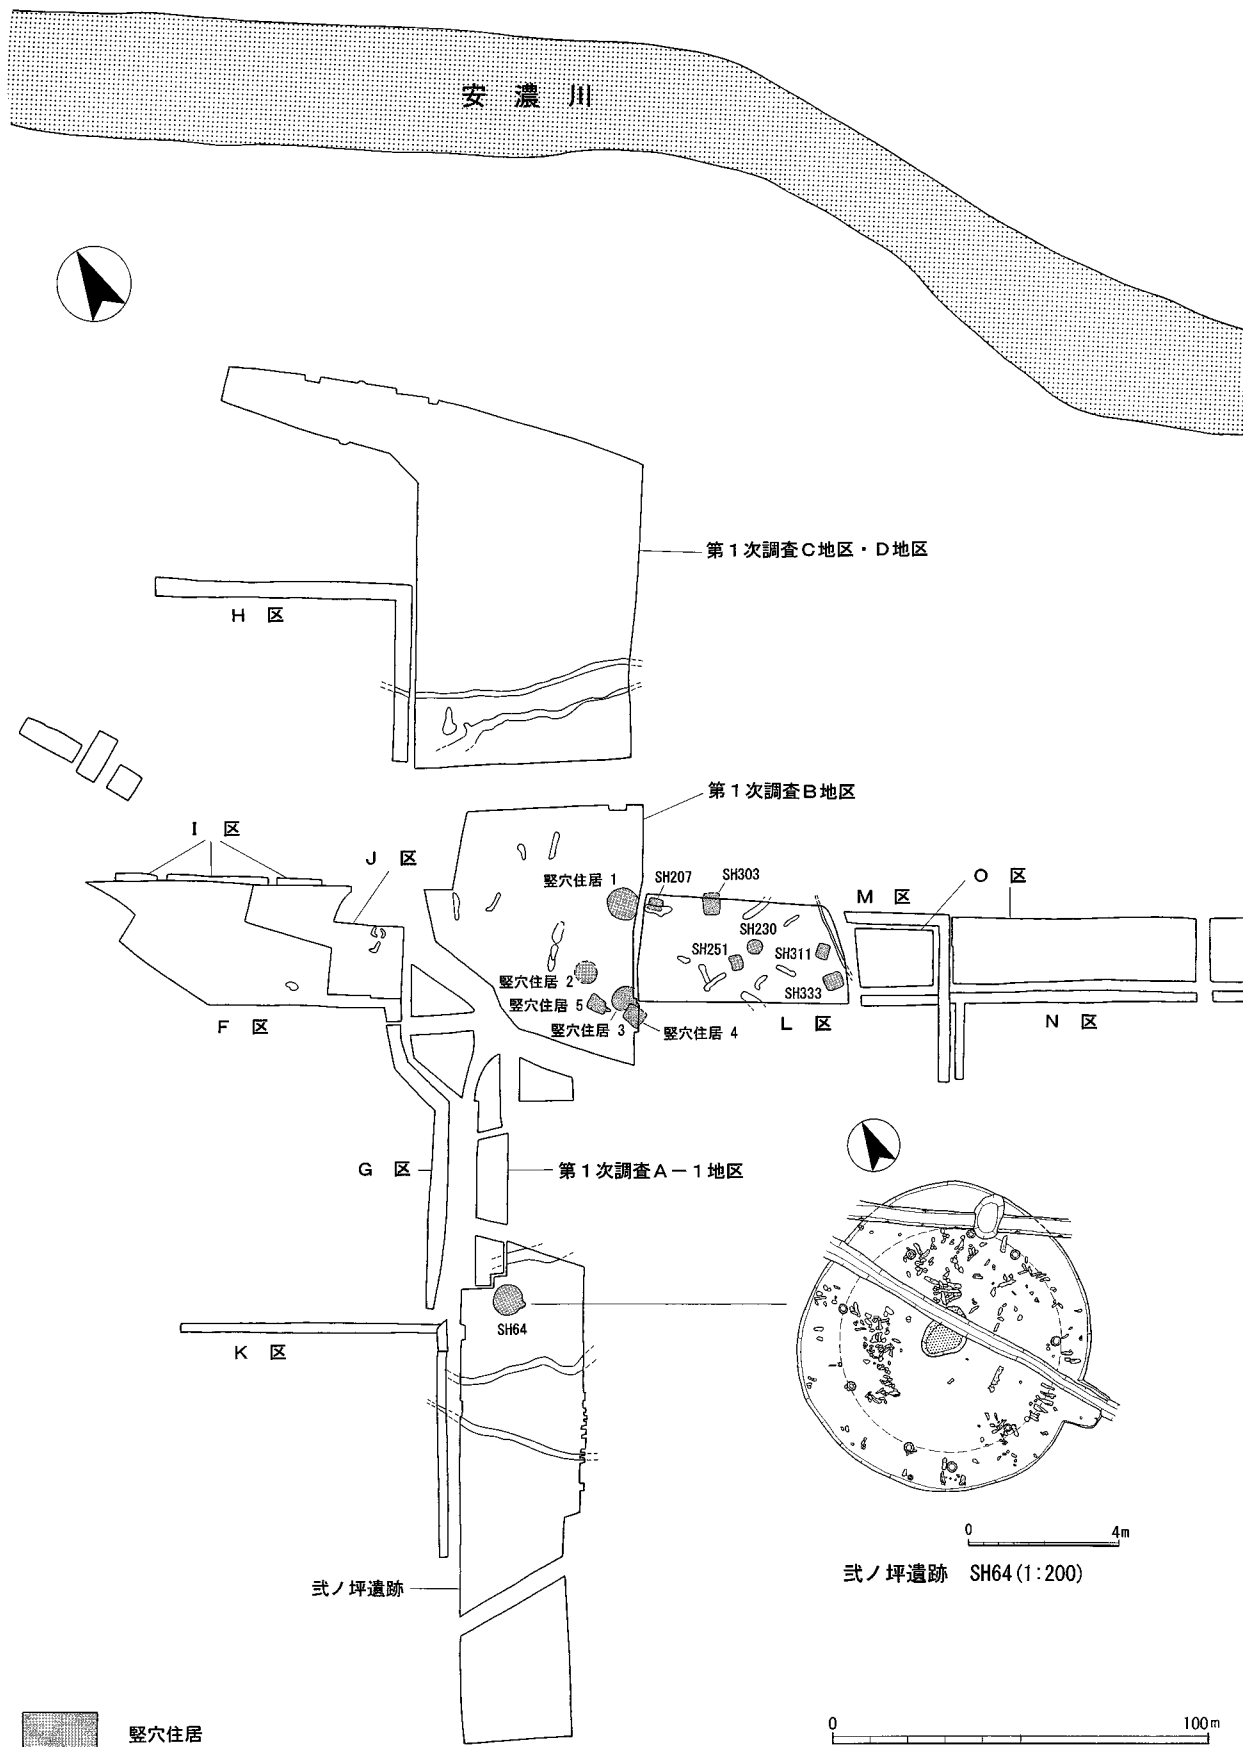 安濃川
第１次調査Ｃ地区・Ｄ地区
Ｈ 区
第１次調査Ｂ地区
Ｉ 区
Ｊ 区
竪穴住居 1
SH207
SH303
Ｍ 区
Ｏ 区
SH230
SH251
SH311
竪穴住居 2
SH333
竪穴住居 5
竪穴住居 3
竪穴住居 4
Ｆ 区
Ｌ 区
Ｎ 区
Ｇ 区
第１次調査Ａ－１地区
SH64
Ｋ 区
0 4m
弐ノ坪遺跡 SH64(1:200)
弐ノ坪遺跡
竪穴住居
0 100m